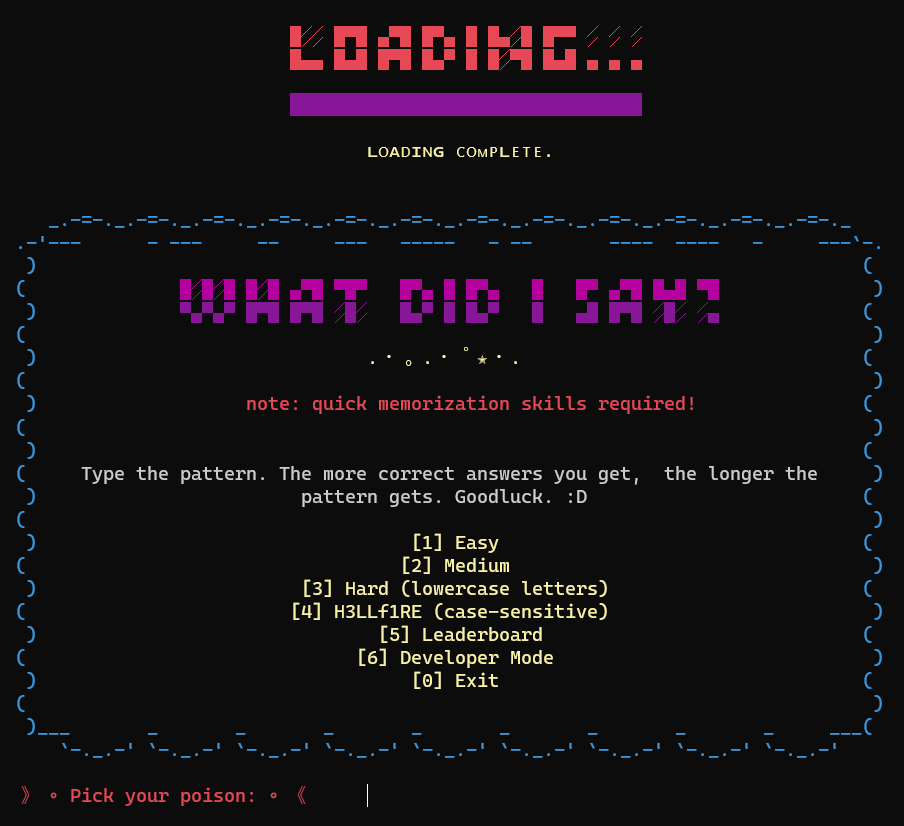 LOADING...
LOADING COMPLETE.
WHAT DID I SAY?
note: quick memorization skills required!
Type the pattern. The more correct answers you get,  the longer the
pattern gets. Goodluck. :D
[1] Easy
[2] Medium
[3] Hard (lowercase letters)
[4] H3LLf1RE (case-sensitive)
[5] Leaderboard
[6] Developer Mode
[0] Exit
》 ∘ Pick your poison: ∘ 《